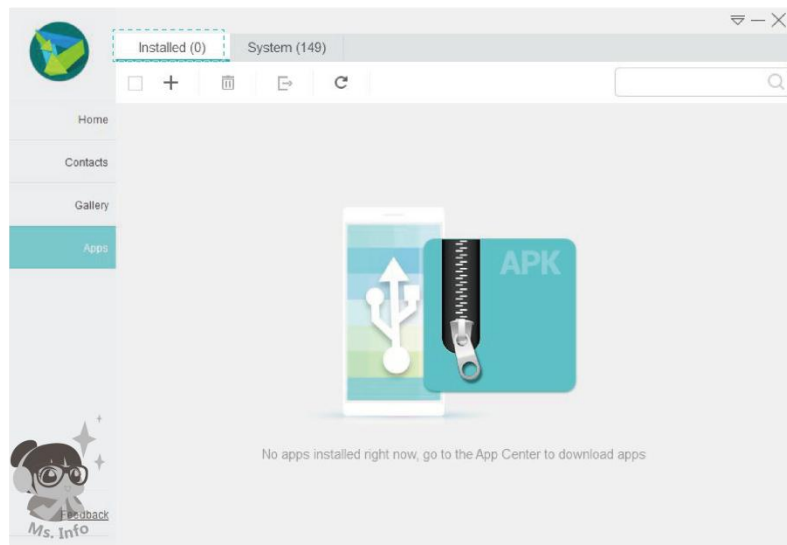 Installed (0)
System (149)
Home
Contacts
Gallery
Apps
APK
No apps installed right now, go to the App Center to download apps
Feedback
Ms. Info